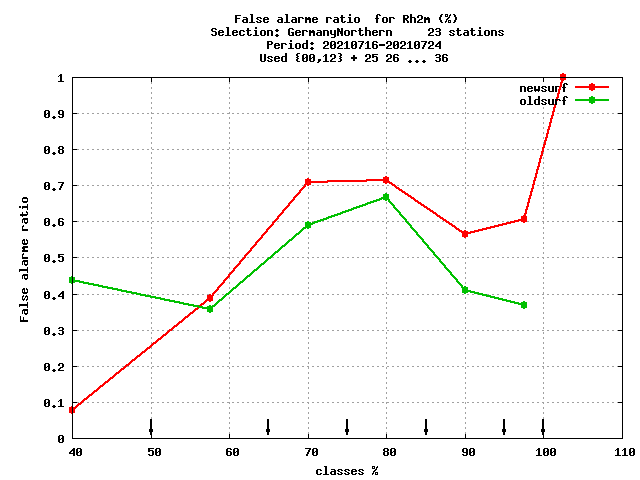 False alarme ratio  for Rh2m (%)
Selection: GermanyNorthern     23 stations
Period: 20210716-20210724
Used {00,12} + 25 26 ... 36
newsurf
oldsurf
1
0.9
0.8
0.7
0.6
0.5
0.4
0.3
0.2
0.1
0
False alarme ratio
40 50 60 70 80 90 100 110
classes %